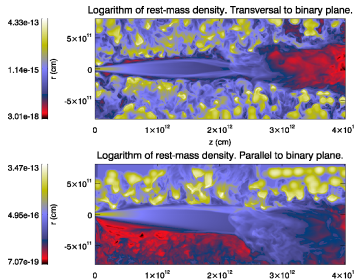 Logarithm of rest-mass density. Transversal to binary plane.
4.33e-13
1.14e-15
3.01e-18
r (cm)
5×10¹¹
0
-5×10¹¹
0 1×10¹² 2×10¹² 3×10¹² 4×10¹²
z (cm)
Logarithm of rest-mass density. Parallel to binary plane.
3.47e-13
4.95e-16
7.07e-19
r (cm)
5×10¹¹
0
-5×10¹¹
0 1×10¹² 2×10¹² 3×10¹² 4×10¹²